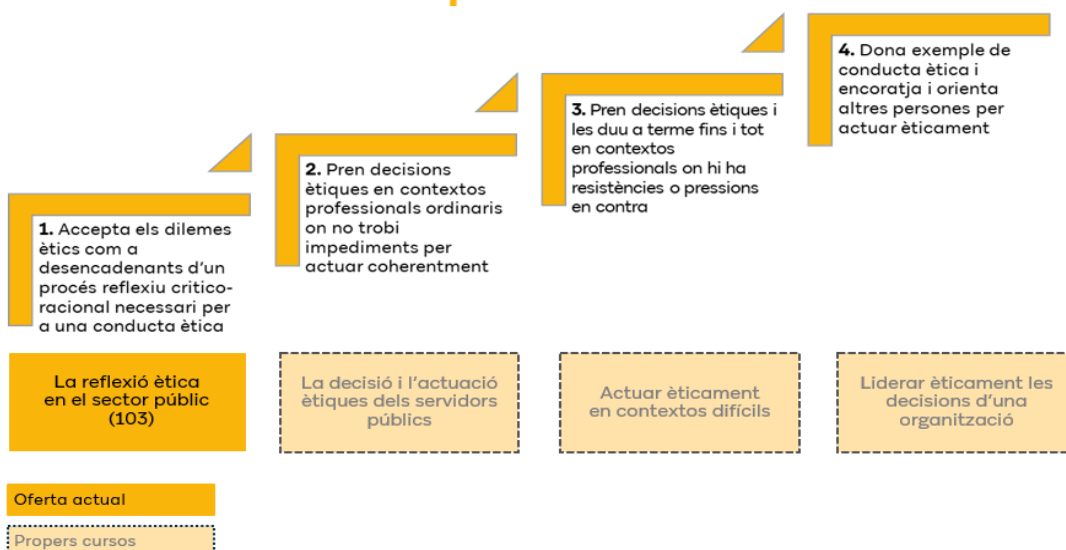 1. Accepta els dilemes
ètics com a
desencadenants d'un
procés reflexiu critico-
racional necessari per
a una conducta ètica
2. Pren decisions
ètiques en contextos
professionals ordinaris
on no trobi
impediments per
actuar coherentment
3. Pren decisions ètiques i
les duu a terme fins i tot
en contextos
professionals on hi ha
resistències o pressions
en contra
4. Dona exemple de
conducta ètica i
encoratja i orienta
altres persones per
actuar èticament
La reflexió ètica
en el sector públic
(103)
La decisió i l'actuació
ètiques dels servidors
públics
Actuar èticament
en contextos difícils
Liderar èticament les
decisions d'una
organització
Oferta actual
Propers cursos